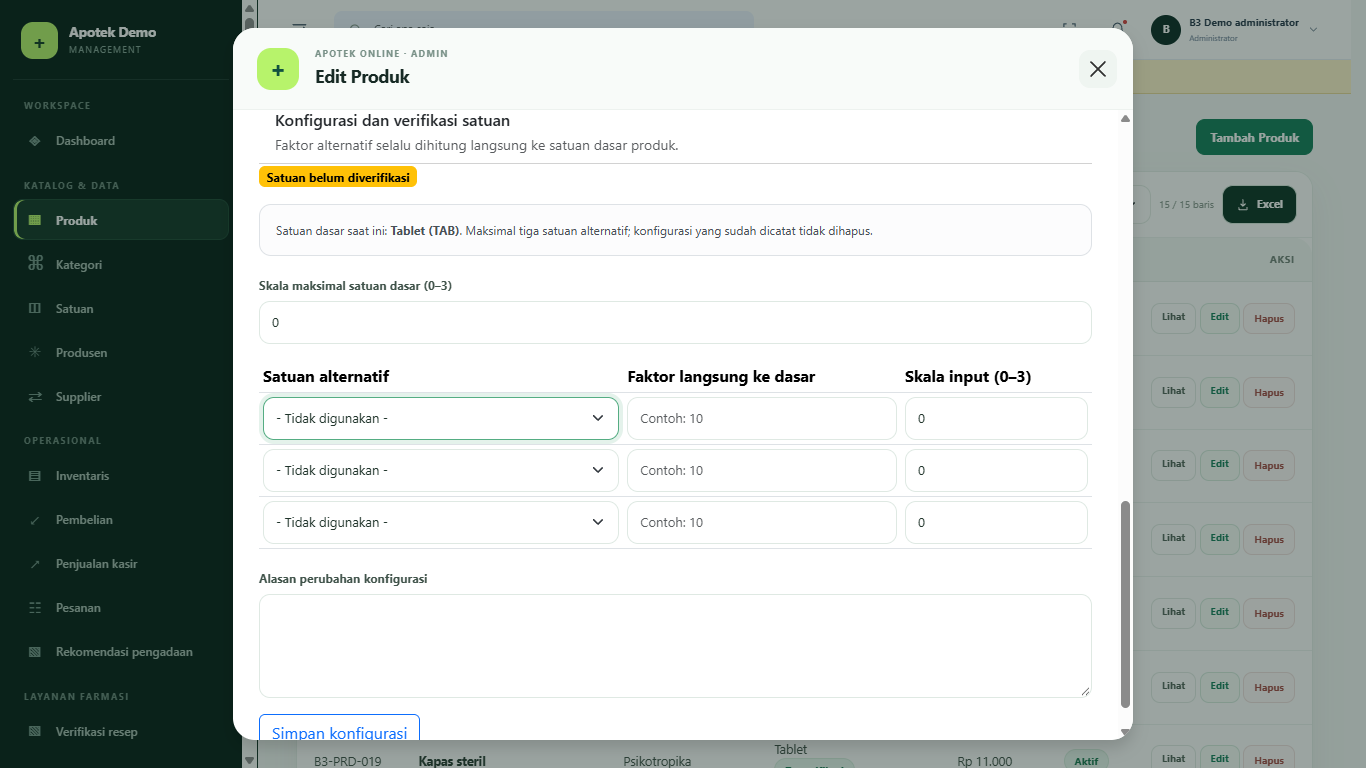 Apotek Demo
MANAGEMENT
WORKSPACE
Dashboard
KATALOG & DATA
Produk
Kategori
Satuan
Produsen
Supplier
OPERASIONAL
Inventaris
Pembelian
Penjualan kasir
Pesanan
Rekomendasi pengadaan
LAYANAN FARMASI
Verifikasi resep
B
B3 Demo administrator
Administrator
Tambah Produk
15 / 15 baris
Excel
AKSI
Lihat Edit Hapus
Lihat Edit Hapus
Lihat Edit Hapus
Lihat Edit Hapus
Lihat Edit Hapus
Lihat Edit Hapus
Lihat Edit Hapus
APOTEK ONLINE · ADMIN
Edit Produk
Konfigurasi dan verifikasi satuan
Faktor alternatif selalu dihitung langsung ke satuan dasar produk.
Satuan belum diverifikasi
Satuan dasar saat ini: Tablet (TAB). Maksimal tiga satuan alternatif; konfigurasi yang sudah dicatat tidak dihapus.
Skala maksimal satuan dasar (0–3)
0
Satuan alternatif Faktor langsung ke dasar Skala input (0–3)
- Tidak digunakan - Contoh: 10 0
- Tidak digunakan - Contoh: 10 0
- Tidak digunakan - Contoh: 10 0
Alasan perubahan konfigurasi
Simpan konfigurasi
B3-PRD-019 Kapas steril Psikotropika Tablet Rp 11.000 Aktif